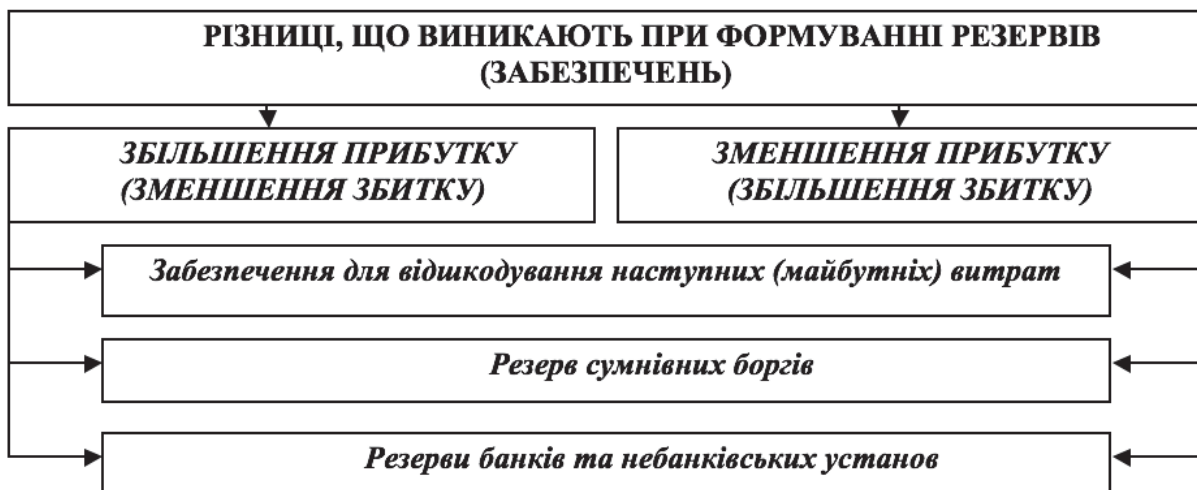 РІЗНИЦІ, ЩО ВИНИКАЮТЬ ПРИ ФОРМУВАННІ РЕЗЕРВІВ
(ЗАБЕЗПЕЧЕНЬ)
ЗБІЛЬШЕННЯ ПРИБУТКУ
(ЗМЕНШЕННЯ ЗБИТКУ)
ЗМЕНШЕННЯ ПРИБУТКУ
(ЗБІЛЬШЕННЯ ЗБИТКУ)
Забезпечення для відшкодування наступних (майбутніх) витрат
Резерв сумнівних боргів
Резерви банків та небанківських установ